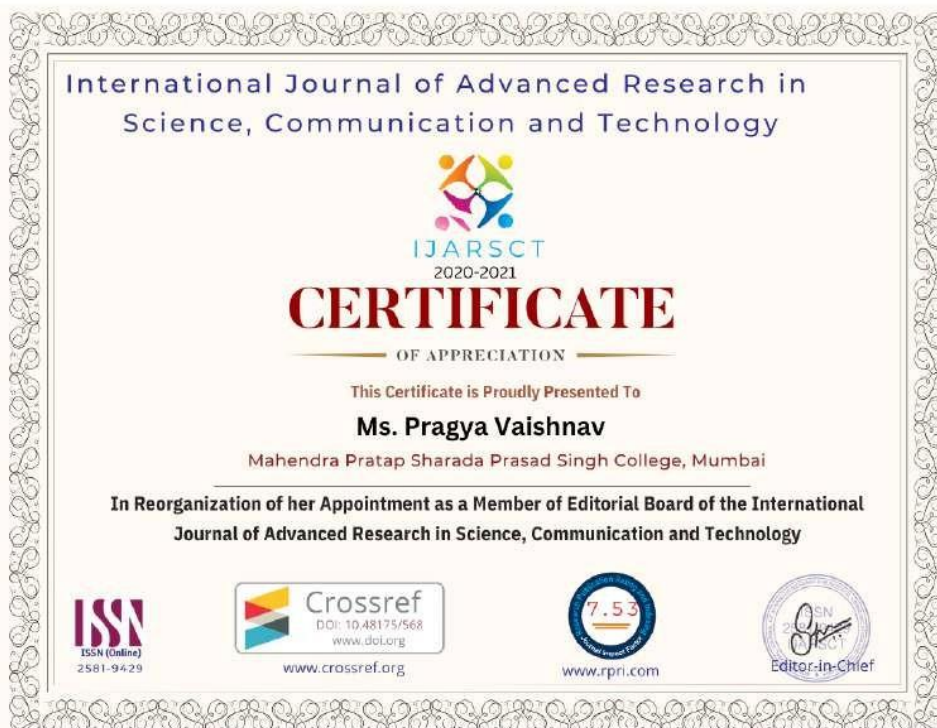 International Journal of Advanced Research in
Science, Communication and Technology
IJARSCT
2020-2021
CERTIFICATE
OF APPRECIATION
This Certificate is Proudly Presented To
Ms. Pragya Vaishnav
Mahendra Pratap Sharada Prasad Singh College, Mumbai
In Reorganization of her Appointment as a Member of Editorial Board of the International
Journal of Advanced Research in Science, Communication and Technology
ISSN
ISSN (Online)
2581-9429
Crossref
DOI: 10.48175/568
www.doi.org
www.crossref.org
7.53
Journal Impact Factor
www.rpri.com
ISSN
Editor-in-Chief